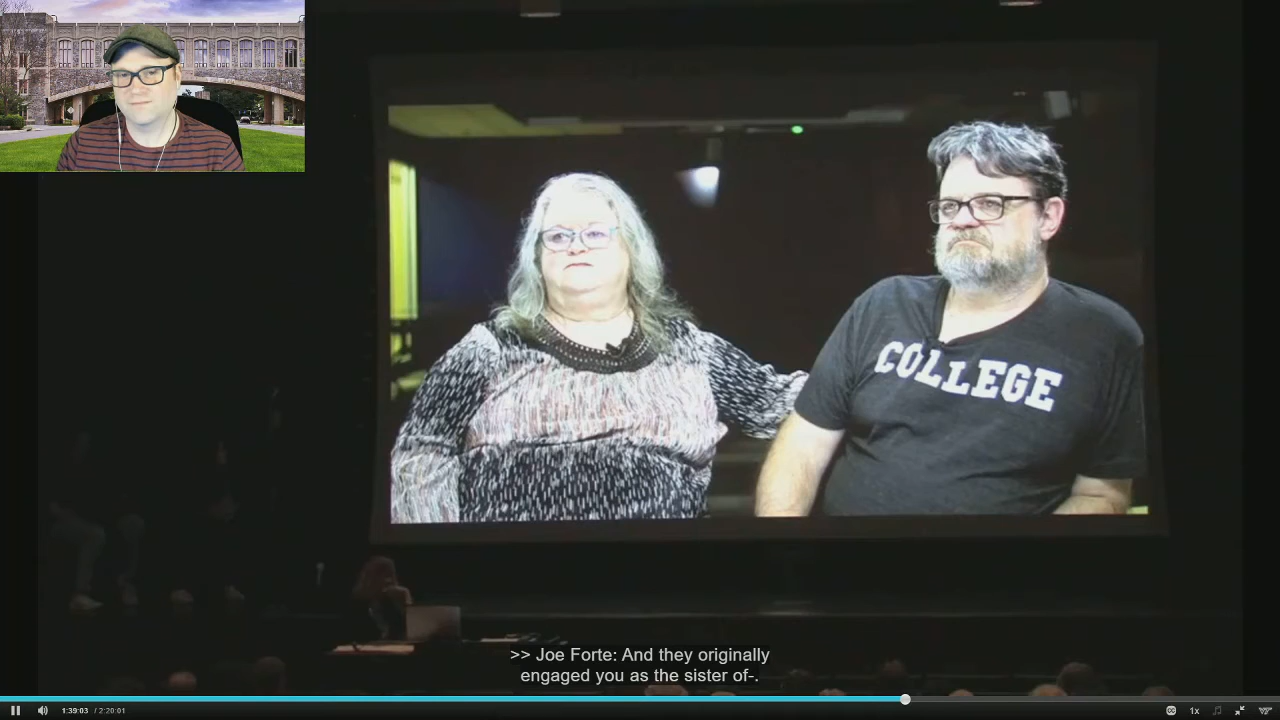 COLLEGE
>> Joe Forte: And they originally
engaged you as the sister of-.
1:39:03 / 2:20:01
CC
1x